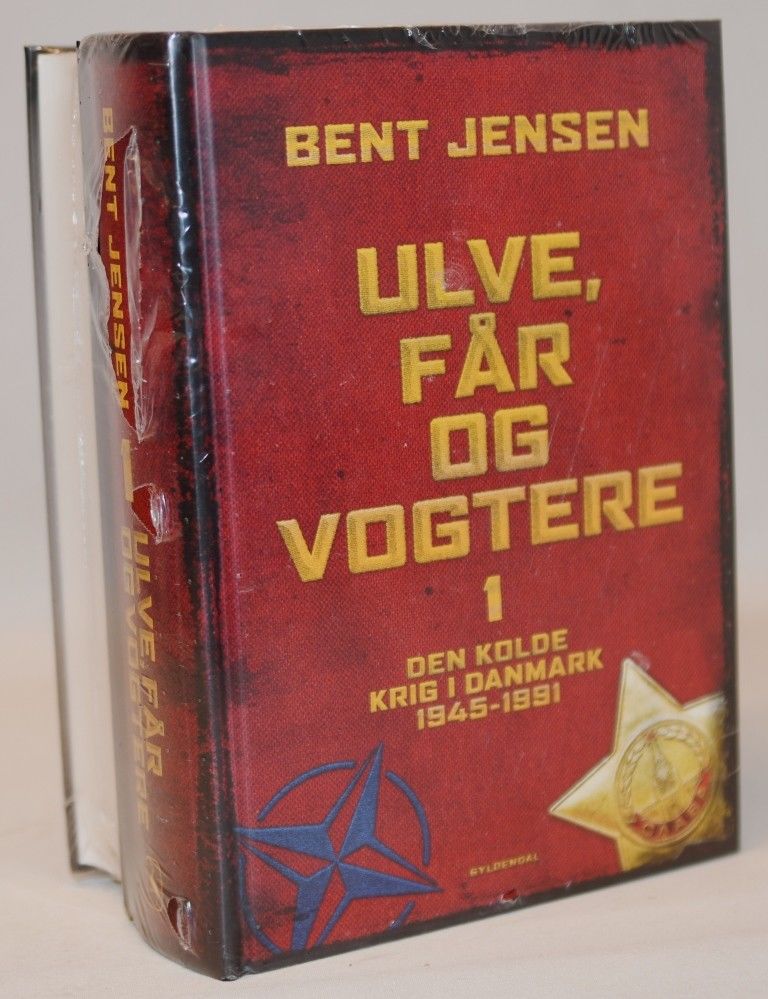 BENT JENSEN
ULVE,
FÅR
OG
VOGTERE
1
DEN KOLDE
KRIG I DANMARK
1945-1991
GYLDENDAL
BENT JENSEN
1
ULVE FÅR
OG VOGTERE